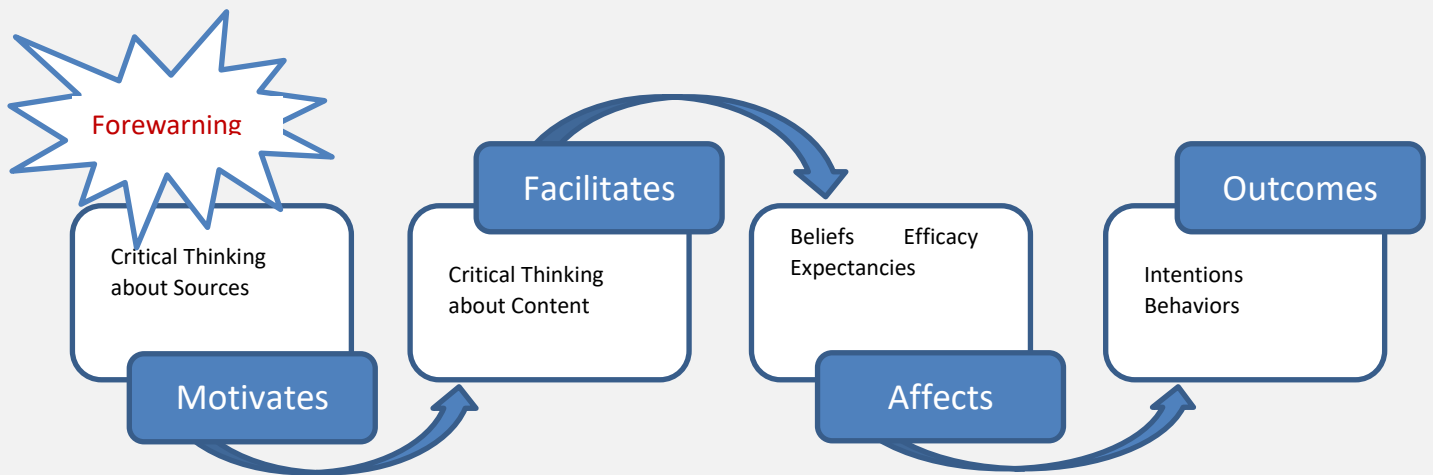 Forewarning
Critical Thinking
about Sources
Motivates
Facilitates
Critical Thinking
about Content
Beliefs Efficacy
Expectancies
Affects
Outcomes
Intentions
Behaviors